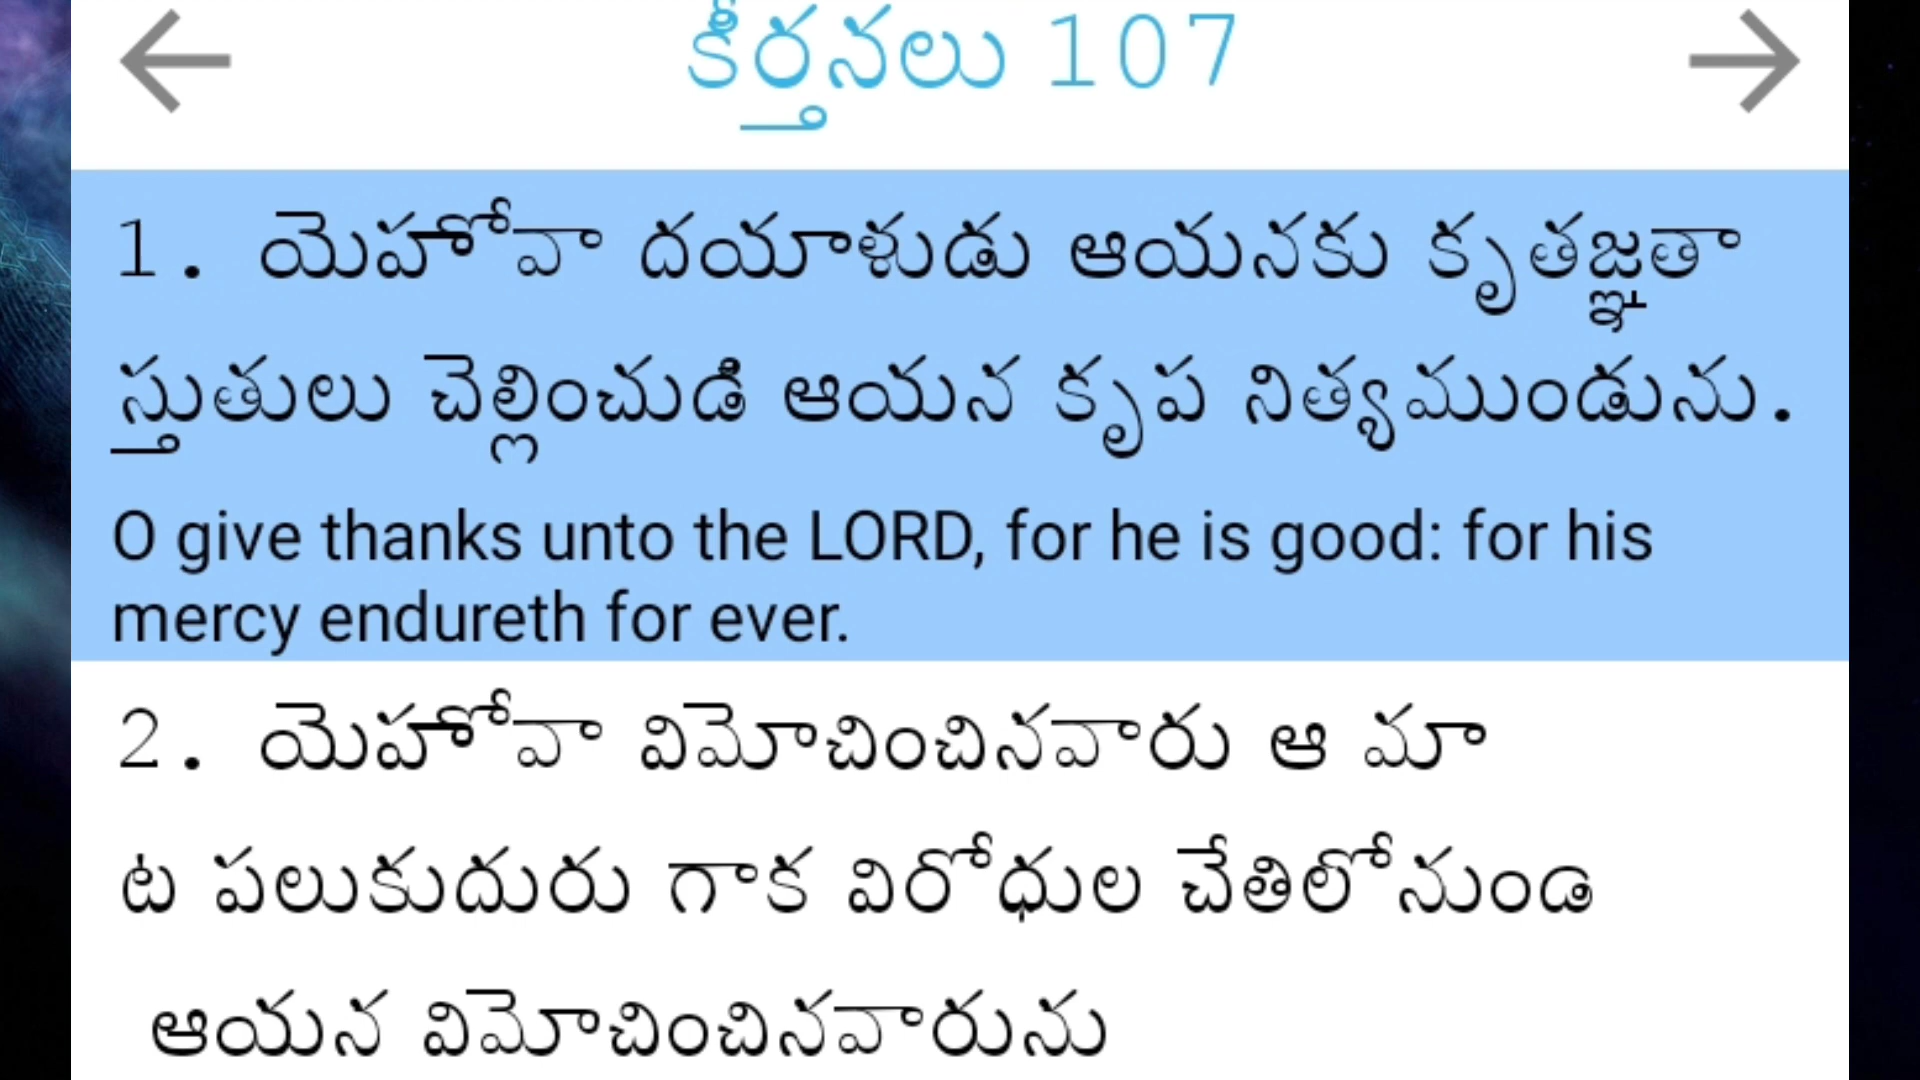 కీర్తనలు 107
1. యెహోవా దయాళుడు ఆయనకు కృతజ్ఞతా
స్తుతులు చెల్లించుడి ఆయన కృప నిత్యముండును.
O give thanks unto the LORD, for he is good: for his
mercy endureth for ever.
2. యెహోవా విమోచించినవారు ఆ మా
ట పలుకుదురు గాక విరోధుల చేతిలోనుండ
ఆయన విమోచించినవారును